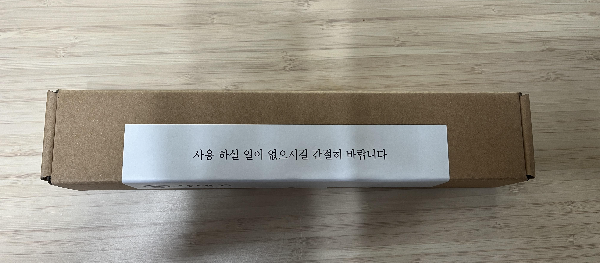 사용 하실 일이 없으시길 간절히 바랍니다